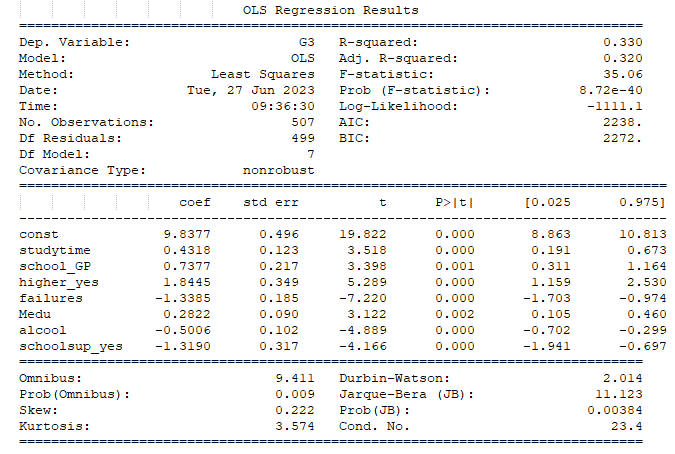 OLS Regression Results
==============================================================================
Dep. Variable: G3 R-squared: 0.330
Model: OLS Adj. R-squared: 0.320
Method: Least Squares F-statistic: 35.06
Date: Tue, 27 Jun 2023 Prob (F-statistic): 8.72e-40
Time: 09:36:30 Log-Likelihood: -1111.1
No. Observations: 507 AIC: 2238.
Df Residuals: 499 BIC: 2272.
Df Model: 7
Covariance Type: nonrobust
=================================================================================
coef std err t P>|t| [0.025 0.975]
---------------------------------------------------------------------------------
const 9.8377 0.496 19.822 0.000 8.863 10.813
studytime 0.4318 0.123 3.518 0.000 0.191 0.673
school_GP 0.7377 0.217 3.398 0.001 0.311 1.164
higher_yes 1.8445 0.349 5.289 0.000 1.159 2.530
failures -1.3385 0.185 -7.220 0.000 -1.703 -0.974
Medu 0.2822 0.090 3.122 0.002 0.105 0.460
alcool -0.5006 0.102 -4.889 0.000 -0.702 -0.299
schoolsup_yes -1.3190 0.317 -4.166 0.000 -1.941 -0.697
==============================================================================
Omnibus: 9.411 Durbin-Watson: 2.014
Prob(Omnibus): 0.009 Jarque-Bera (JB): 11.123
Skew: 0.222 Prob(JB): 0.00384
Kurtosis: 3.574 Cond. No. 23.4
==============================================================================